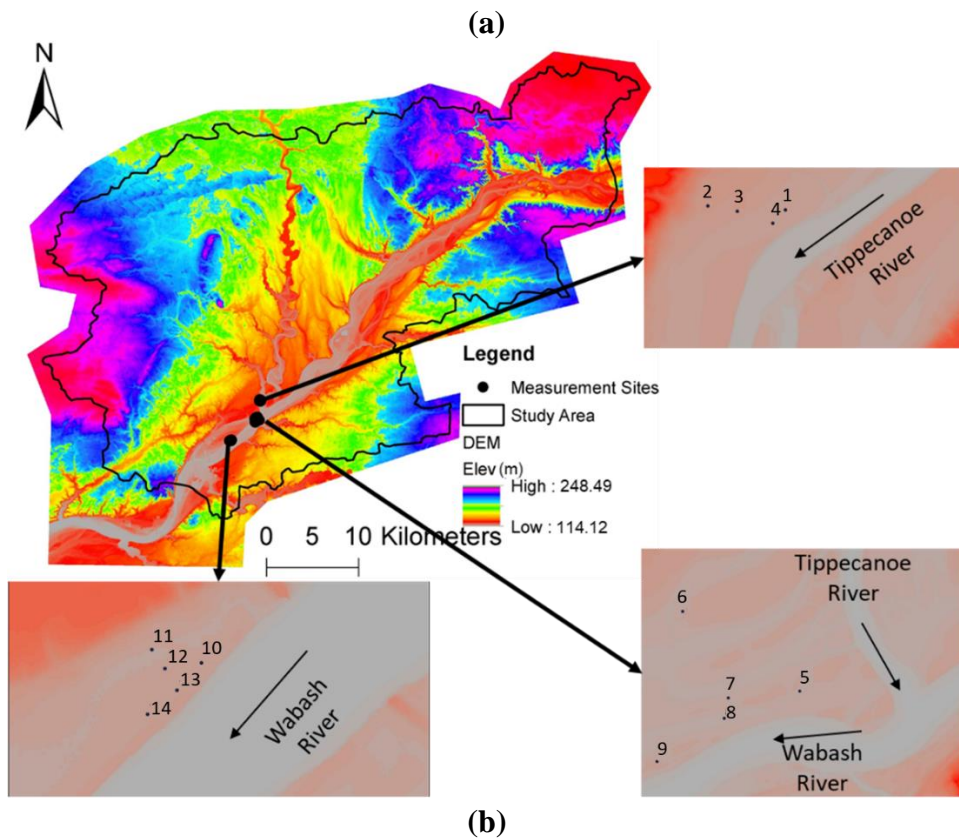 (a)
N
2
3
1
4
Tippecanoe
River
Legend
Measurement Sites
Study Area
DEM
Elev (m)
High : 248.49
Low : 114.12
0 5 10 Kilometers
Tippecanoe
River
6
5
7
8
9
Wabash
River
11
10
12
13
14
Wabash
River
(b)